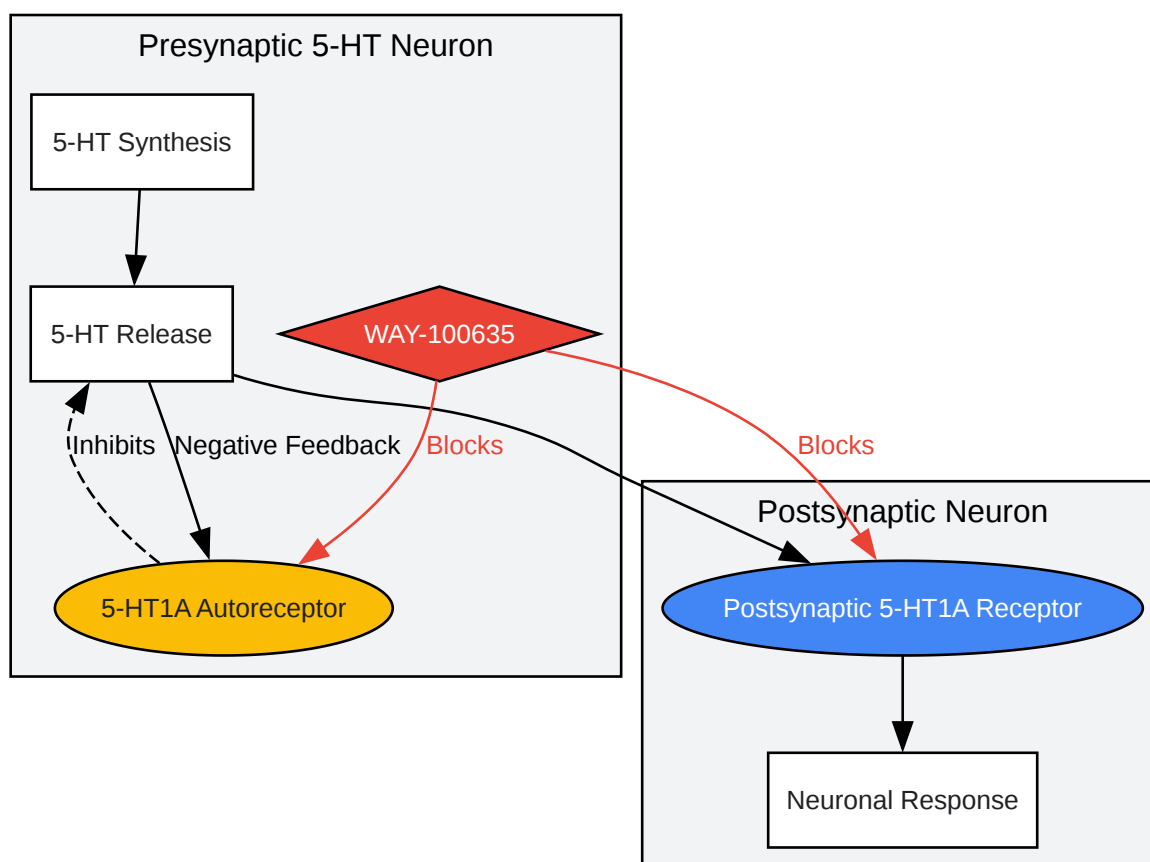 Presynaptic 5-HT Neuron
5-HT Synthesis
5-HT Release
WAY-100635
Inhibits
Negative Feedback
Blocks
Blocks
Postsynaptic Neuron
5-HT1A Autoreceptor
Postsynaptic 5-HT1A Receptor
Neuronal Response